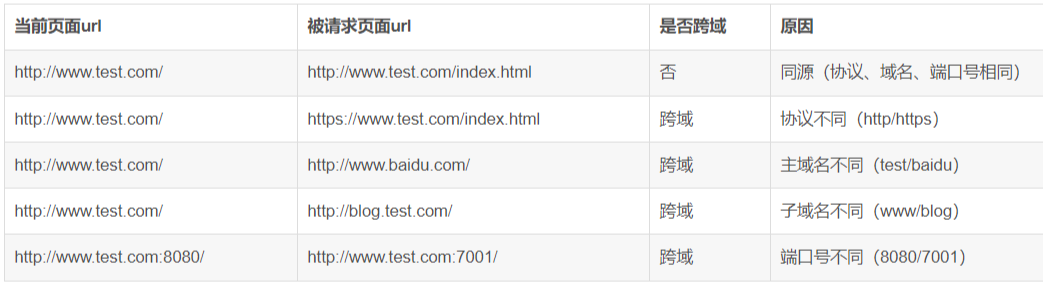 当前页面url 被请求页面url 是否跨域 原因
http://www.test.com/ http://www.test.com/index.html 否 同源（协议、域名、端口号相同）
http://www.test.com/ https://www.test.com/index.html 跨域 协议不同（http/https）
http://www.test.com/ http://www.baidu.com/ 跨域 主域名不同（test/baidu）
http://www.test.com/ http://blog.test.com/ 跨域 子域名不同（www/blog）
http://www.test.com:8080/ http://www.test.com:7001/ 跨域 端口号不同（8080/7001）